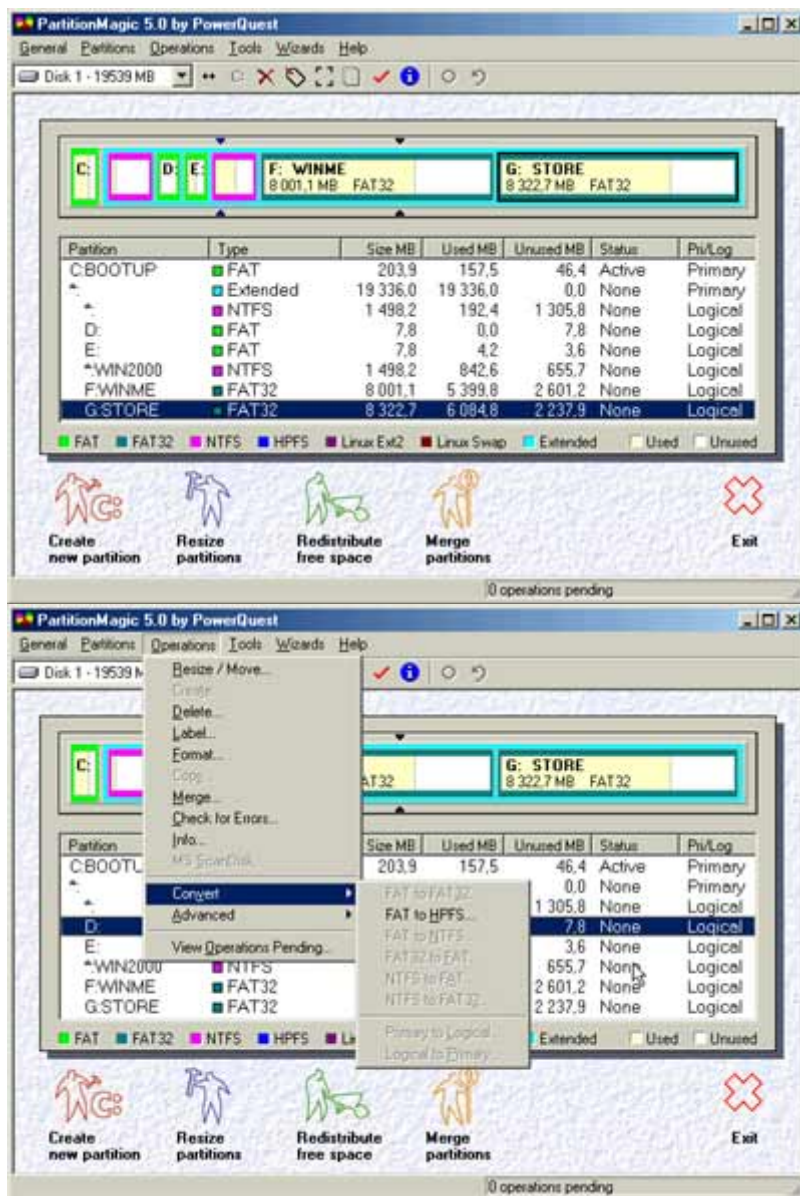 PartitionMagic 5.0 by PowerQuest
General Partitions Operations Tools Wizards Help
Disk 1 - 19539 MB
C: D: E: F: WINME G: STORE
8 001,1 MB FAT32 8 322,7 MB FAT32
Partition Type Size MB Used MB Unused MB Status Pri/Log
C:BOOTUP FAT 203,9 157,5 46,4 Active Primary
*: Extended 19 336,0 19 336,0 0,0 None Primary
*: NTFS 1 498,2 192,4 1 305,8 None Logical
D: FAT 7,8 0,0 7,8 None Logical
E: FAT 7,8 4,2 3,6 None Logical
*:WIN2000 NTFS 1 498,2 842,6 655,7 None Logical
F:WINME FAT32 8 001,1 5 399,8 2 601,2 None Logical
G:STORE FAT32 8 322,7 6 084,8 2 237,9 None Logical
FAT FAT32 NTFS HPFS Linux Ext2 Linux Swap Extended Used Unused
C:
Create new partition
Resize partitions
Redistribute free space
Merge partitions
Exit
0 operations pending
PartitionMagic 5.0 by PowerQuest
General Partitions Operations Tools Wizards Help
Disk 1 - 19539 M
Resize / Move...
Create...
Delete...
Label...
Format...
Copy...
Merge...
Check for Errors...
Info...
MS ScanDisk
Convert
Advanced
View Operations Pending...
FAT to FAT32...
FAT to HPFS...
FAT to NTFS...
FAT32 to FAT...
NTFS to FAT...
NTFS to FAT32...
Primary to Logical...
Logical to Primary...
C: G: STORE
AT32 8 322,7 MB FAT32
Partition Size MB Used MB Unused MB Status Pri/Log
C:BOOTU 203,9 157,5 46,4 Active Primary
*: 0,0 None Primary
*: 1 305,8 None Logical
D: 7,8 None Logical
E: 3,6 None Logical
*:WIN2000 NTFS 655,7 None Logical
F:WINME FAT32 2 601,2 None Logical
G:STORE FAT32 2 237,9 None Logical
FAT FAT32 NTFS HPFS Li Extended Used Unused
C:
Create new partition
Resize partitions
Redistribute free space
Merge partitions
Exit
0 operations pending